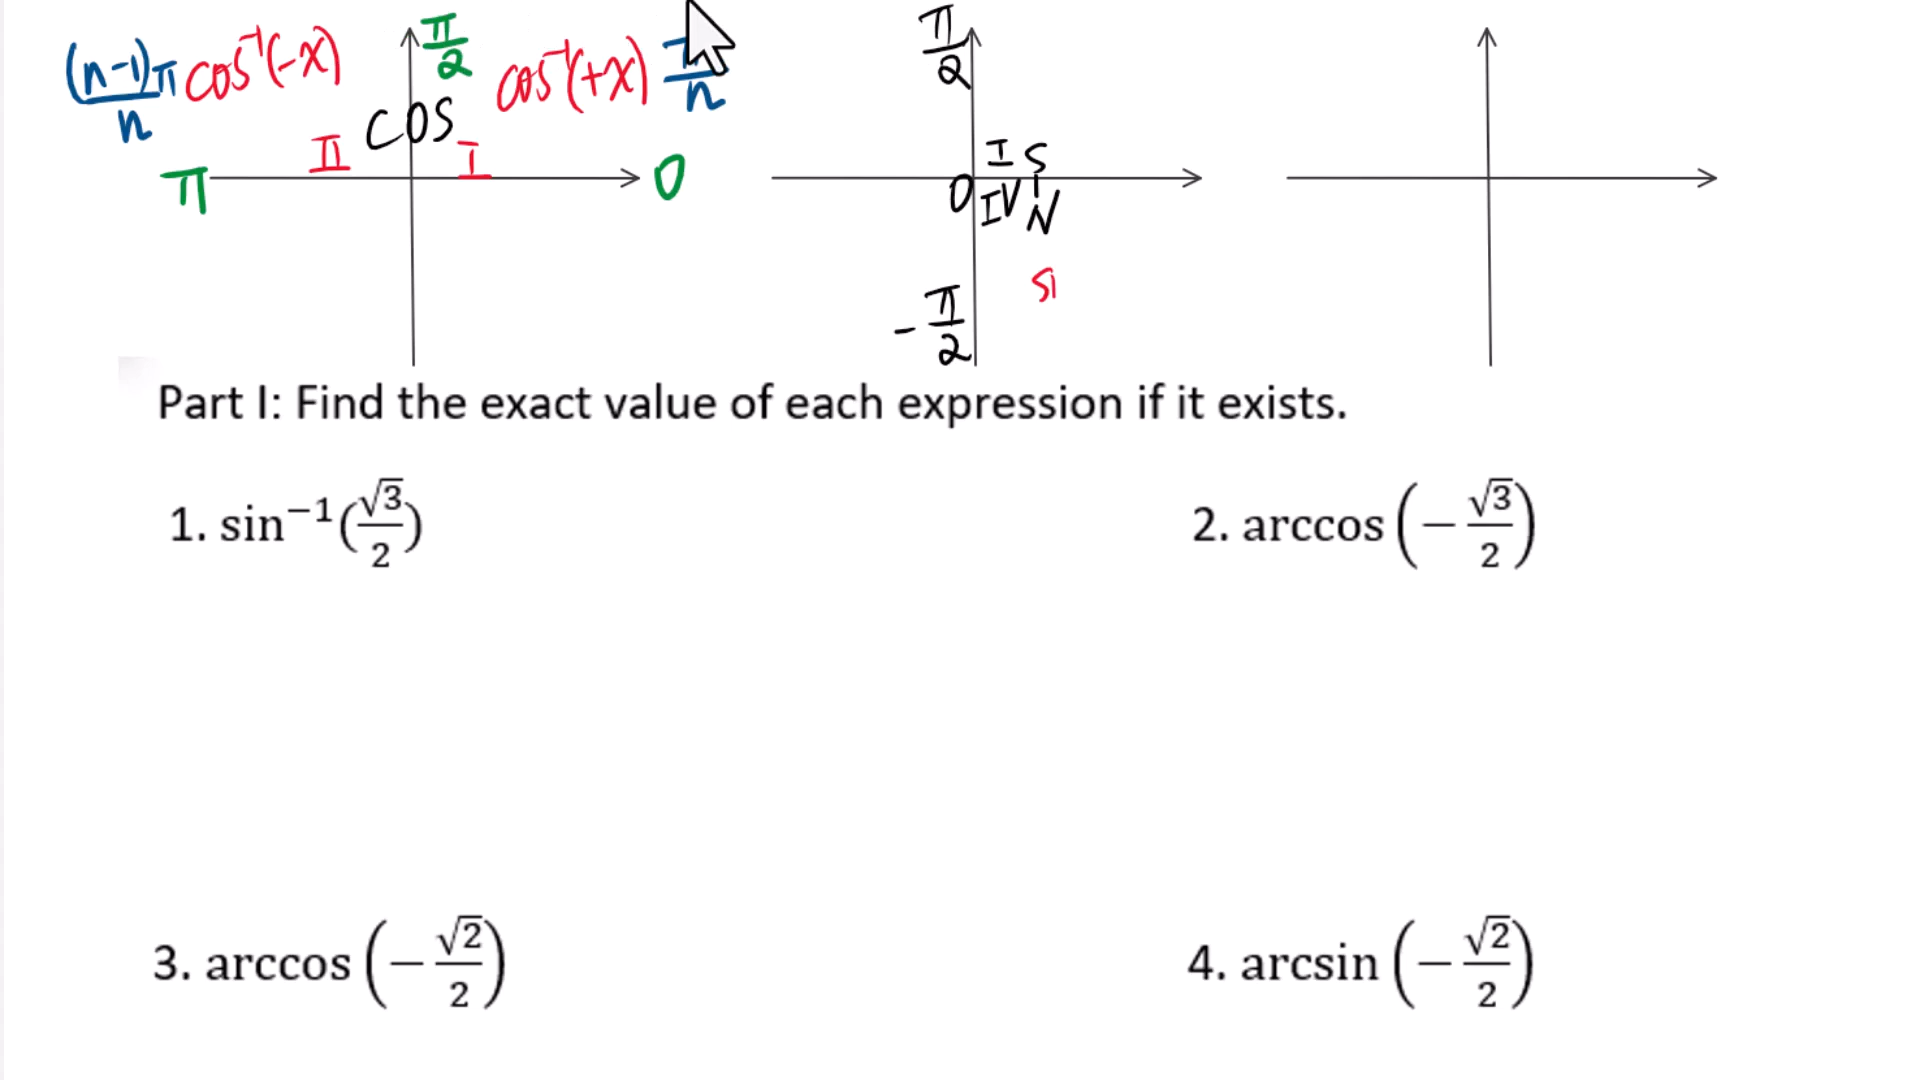 (n-1)π/n cos⁻¹(-x) π/2 cos⁻¹(+x) π/n
π II cos I 0
π/2
I S
0 IV I N
-π/2 SI
Part I: Find the exact value of each expression if it exists.
1. sin⁻¹(√3/2)
2. arccos(-√3/2)
3. arccos(-√2/2)
4. arcsin(-√2/2)